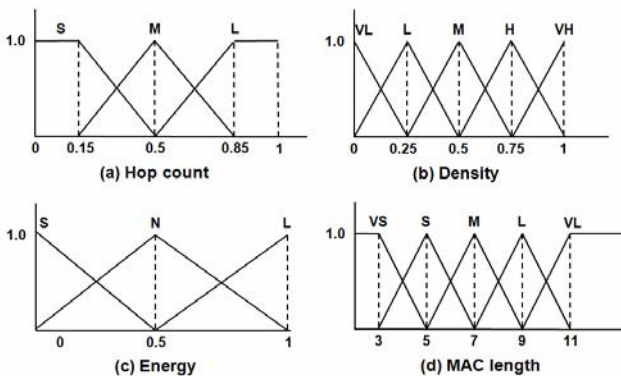 S M L
1.0
0 0.15 0.5 0.85 1
(a) Hop count
VL L M H VH
1.0
0 0.25 0.5 0.75 1
(b) Density
S N L
1.0
0 0.5 1
(c) Energy
VS S M L VL
1.0
3 5 7 9 11
(d) MAC length